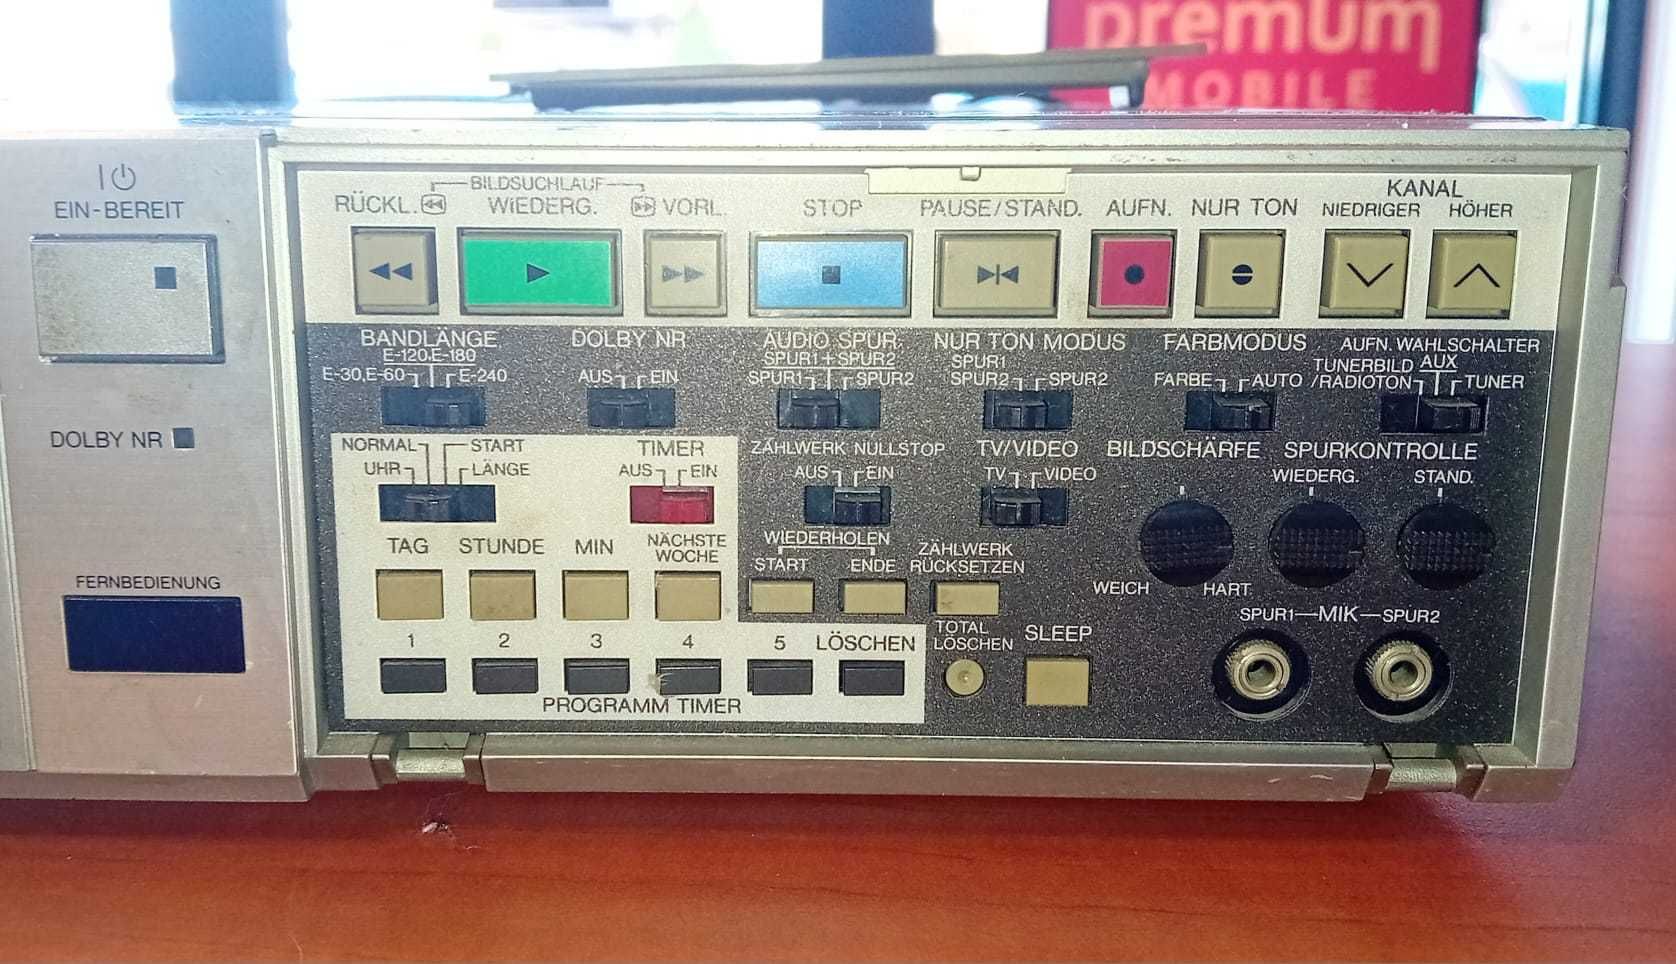 premıum
MOBILE
EIN-BEREIT
DOLBY NR
FERNBEDIENUNG
BILDSUCHLAUF
RÜCKL. WIEDERG. VORL. STOP PAUSE/STAND. AUFN. NUR TON
KANAL
NIEDRIGER HÖHER
BANDLÄNGE
E-120,E-180
E-30,E-60 E-240
DOLBY NR
AUS EIN
AUDIO SPUR.
SPUR1+SPUR2
SPUR1 SPUR2
NUR TON MODUS
SPUR1
SPUR2 SPUR2
FARBMODUS
FARBE AUTO
AUFN. WAHLSCHALTER
TUNERBILD AUX
/RADIOTON TUNER
NORMAL START
UHR LÄNGE
TIMER
AUS EIN
ZÄHLWERK NULLSTOP
AUS EIN
TV/VIDEO
TV VIDEO
BILDSCHÄRFE
WEICH HART
SPURKONTROLLE
WIEDERG. STAND.
TAG STUNDE MIN NÄCHSTE
WOCHE
WIEDERHOLEN
START ENDE
ZÄHLWERK
RÜCKSETZEN
1 2 3 4 5 LÖSCHEN
PROGRAMM TIMER
TOTAL
LÖSCHEN
SLEEP
SPUR1—MIK—SPUR2